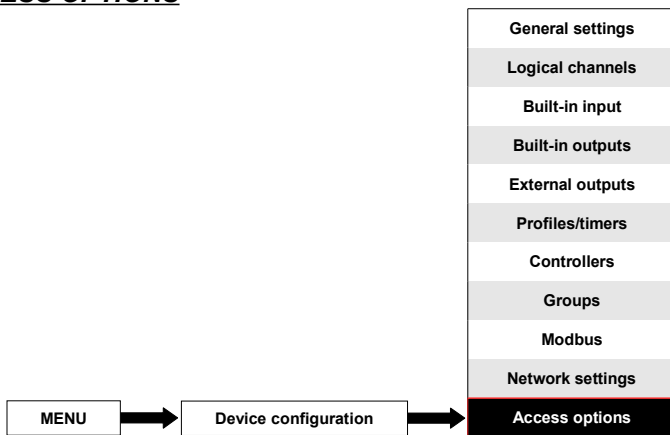 General settings
Logical channels
Built-in input
Built-in outputs
External outputs
Profiles/timers
Controllers
Groups
Modbus
Network settings
MENU Device configuration Access options